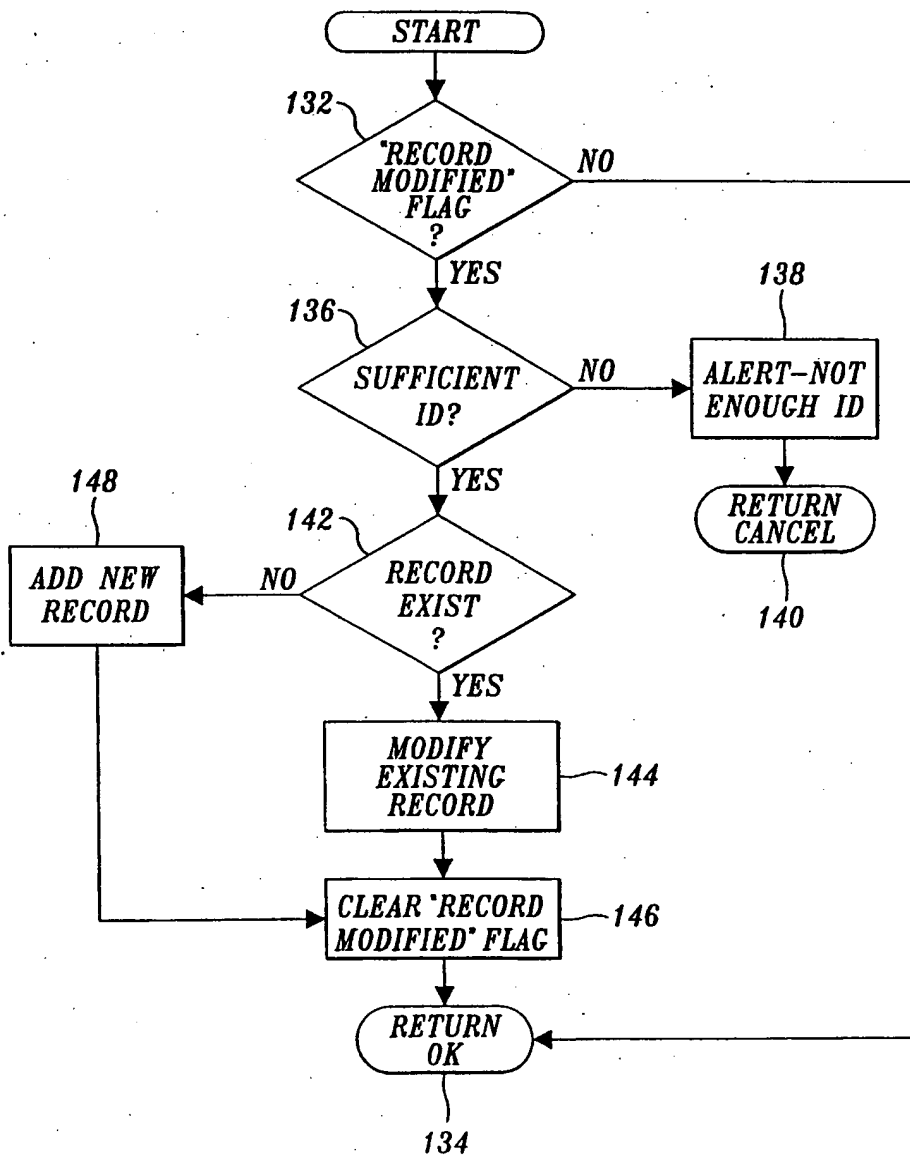 START
132
"RECORD
MODIFIED"
FLAG
?
NO
YES
136
SUFFICIENT
ID?
NO
138
ALERT-NOT
ENOUGH ID
YES
RETURN
CANCEL
140
148
ADD NEW
RECORD
142
NO
RECORD
EXIST
?
YES
MODIFY
EXISTING
RECORD
144
CLEAR "RECORD
MODIFIED" FLAG
146
RETURN
OK
134